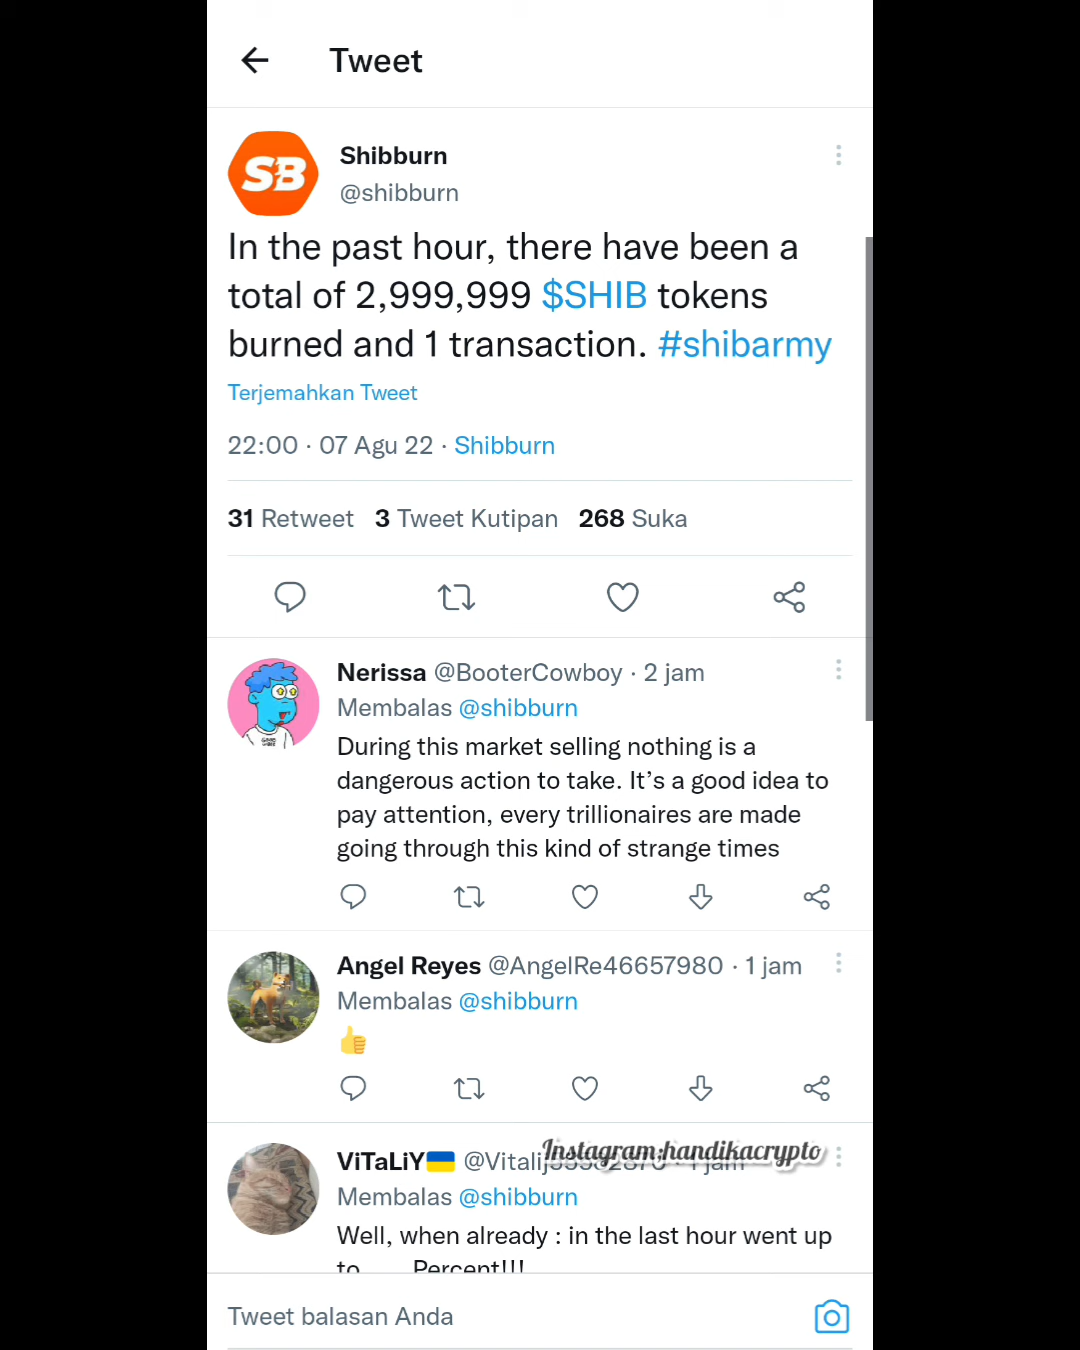 Tweet
SB
Shibburn
@shibburn
In the past hour, there have been a
total of 2,999,999 $SHIB tokens
burned and 1 transaction. #shibarmy
Terjemahkan Tweet
22:00 · 07 Agu 22 · Shibburn
31 Retweet 3 Tweet Kutipan 268 Suka
Nerissa @BooterCowboy · 2 jam
Membalas @shibburn
During this market selling nothing is a
dangerous action to take. It’s a good idea to
pay attention, every trillionaires are made
going through this kind of strange times
Angel Reyes @AngelRe46657980 · 1 jam
Membalas @shibburn
👍
Instagram;handikacrypto
ViTaLiY🇺🇦 · 1 jam
Membalas @shibburn
Well, when already : in the last hour went up
to Percent!!!
Tweet balasan Anda